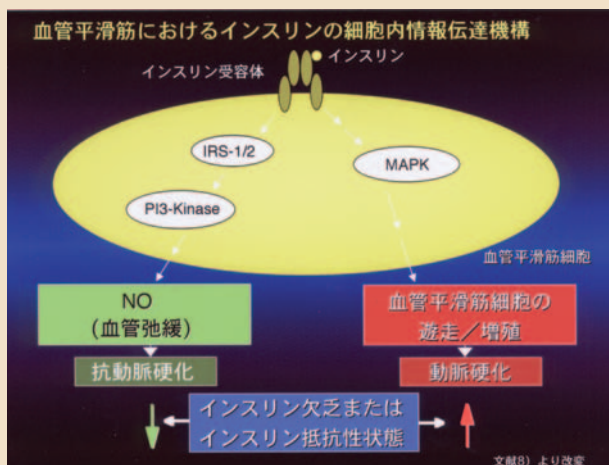 血管平滑筋におけるインスリンの細胞内情報伝達機構
インスリン
インスリン受容体
IRS-1/2
MAPK
PI3-Kinase
血管平滑筋細胞
NO
(血管弛緩)
血管平滑筋細胞の
遊走/増殖
抗動脈硬化
動脈硬化
インスリン欠乏または
インスリン抵抗性状態
文献8)より改変